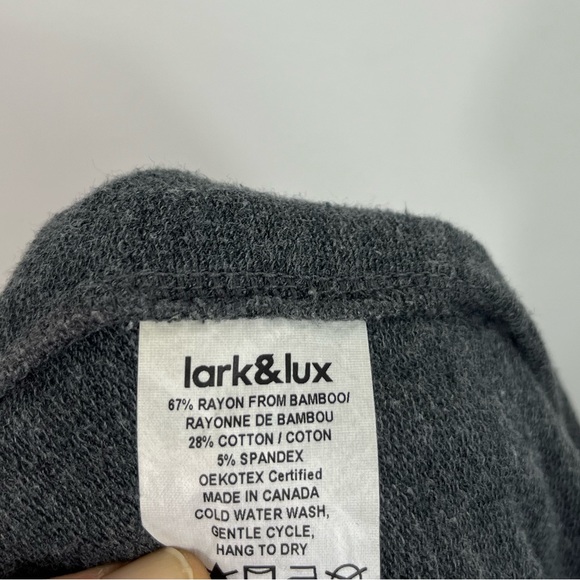 lark&lux
67% RAYON FROM BAMBOO/
RAYONNE DE BAMBOU
28% COTTON / COTON
5% SPANDEX
OEKOTEX Certified
MADE IN CANADA
COLD WATER WASH,
GENTLE CYCLE,
HANG TO DRY